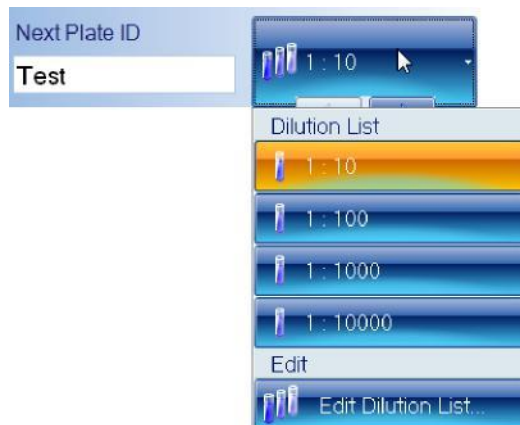 Next Plate ID
Test
1 : 10
Dilution List
1 : 10
1 : 100
1 : 1000
1 : 10000
Edit
Edit Dilution List...